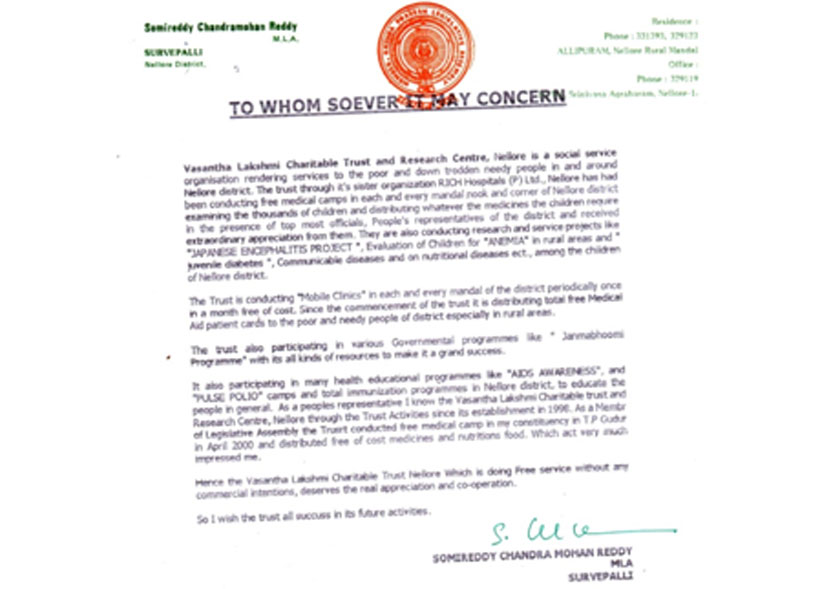 Somireddy Chandramohan Reddy
M.L.A.
SURVEPALLI
Nellore District.
Residence :
Phone : 331393, 329123
ALLIPURAM, Nellore Rural Mandal
Office :
Phone : 329119
Srinivasa Agraharam, Nellore-1.
TO WHOM SOEVER IT MAY CONCERN
Vasantha Lakshmi Charitable Trust and Research Centre, Nellore is a social service
organisation rendering services to the poor and down trodden needy people in and around
Nellore district. The trust through it's sister organization RICH Hospitals (P) Ltd., Nellore has had
been conducting free medical camps in each and every mandal nook and corner of Nellore district
examining the thousands of children and distributing whatever the medicines the children require
in the presence of top most officials, People's representatives of the district and received
extraordinary appreciation from them. They are also conducting research and service projects like
"JAPANESE ENCEPHALITIS PROJECT ", Evaluation of Children for "ANEMIA" in rural areas and "
juvenile diabetes ", Communicable diseases and on nutritional diseases ect., among the children
of Nellore district.
The Trust is conducting "Mobile Clinics" in each and every mandal of the district periodically once
in a month free of cost. Since the commencement of the trust it is distributing total free Medical
Aid patient cards to the poor and needy people of district especially in rural areas.
The trust also participating in various Governmental programmes like " Janmabhoomi
Programme" with its all kinds of resources to make it a grand success.
It also participating in many health educational programmes like "AIDS AWARENESS", and
"PULSE POLIO" camps and total immunization programmes in Nellore district, to educate the
people in general. As a peoples representative I know the Vasantha Lakshmi Charitable trust and
Research Centre, Nellore through the Trust Activities since its establishment in 1998. As a Membr
of Legislative Assembly the Truert conducted free medical camp in my constituency in T.P Gudur
in April 2000 and distributed free of cost medicines and nutritions food. Which act very much
impressed me.
Hence the Vasantha Lakshmi Charitable Trust Nellore Which is doing Free service without any
commercial intentions, deserves the real appreciation and co-operation.
So I wish the trust all succuss in its future activities.
SOMIREDDY CHANDRA MOHAN REDDY
MLA
SURVEPALLI